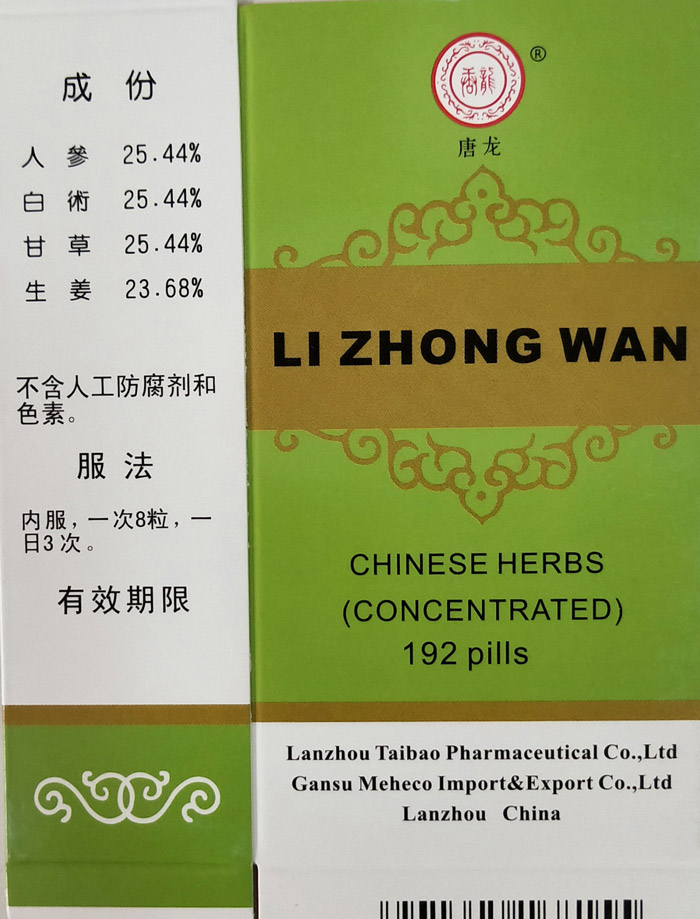 成 份
人 參 25.44%
白 術 25.44%
甘 草 25.44%
生 姜 23.68%
不含人工防腐剂和
色素。
服 法
内服，一次8粒，一
日3次。
有效期限
®
唐龙
LI ZHONG WAN
CHINESE HERBS
(CONCENTRATED)
192 pills
Lanzhou Taibao Pharmaceutical Co.,Ltd
Gansu Meheco Import&Export Co.,Ltd
Lanzhou China